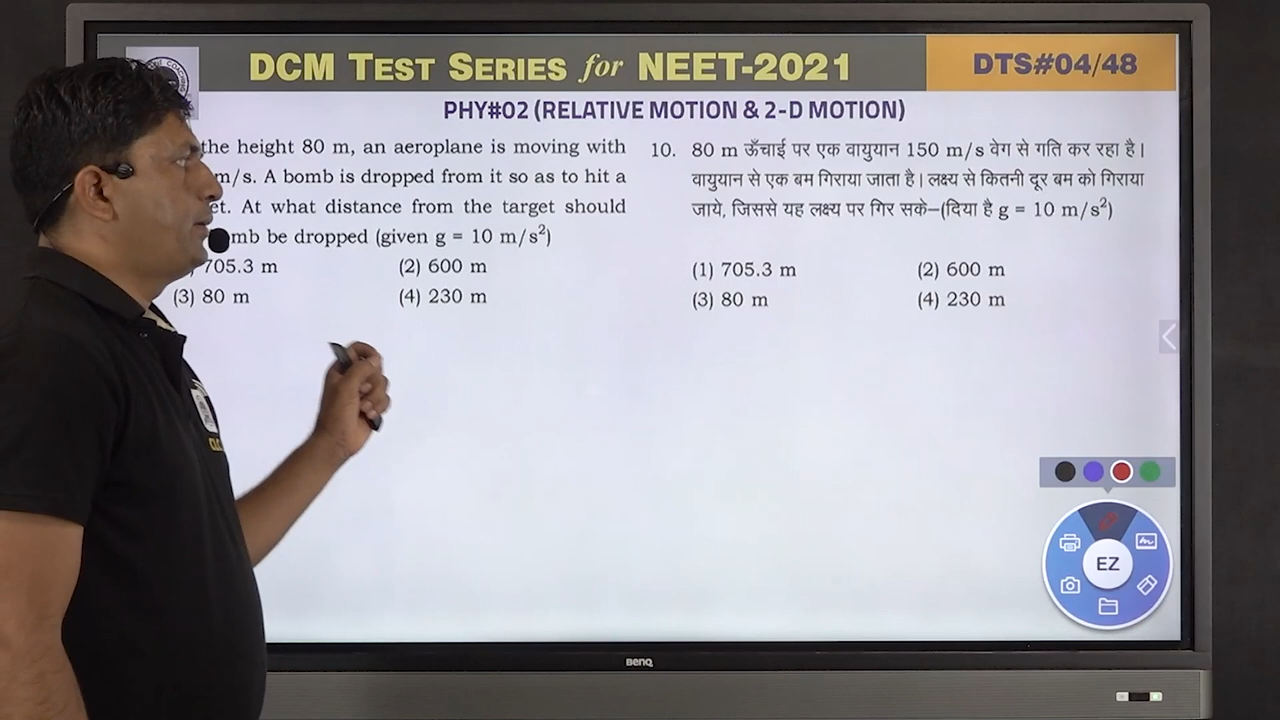 DCM TEST SERIES for NEET-2021
DTS#04/48
PHY#02 (RELATIVE MOTION & 2-D MOTION)
the height 80 m, an aeroplane is moving with
m/s. A bomb is dropped from it so as to hit a
At what distance from the target should
be dropped (given g = 10 m/s²)
705.3 m (2) 600 m
(3) 80 m (4) 230 m
10. 80 m ऊँचाई पर एक वायुयान 150 m/s वेग से गति कर रहा है।
वायुयान से एक बम गिराया जाता है। लक्ष्य से कितनी दूर बम को गिराया
जाये, जिससे यह लक्ष्य पर गिर सके–(दिया है g = 10 m/s²)
(1) 705.3 m (2) 600 m
(3) 80 m (4) 230 m
EZ
BenQ